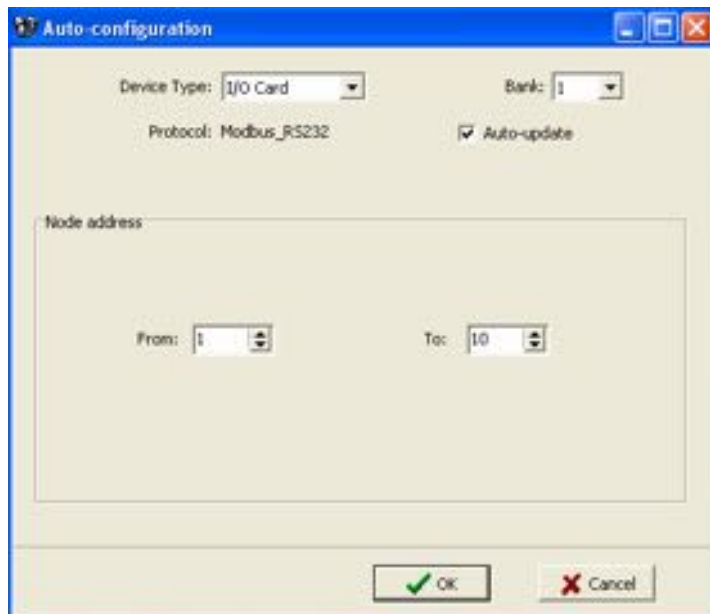 Auto-configuration
Device Type: I/O Card Bank: 1
Protocol: Modbus_RS232 Auto-update
Node address
From: 1 To: 10
OK Cancel